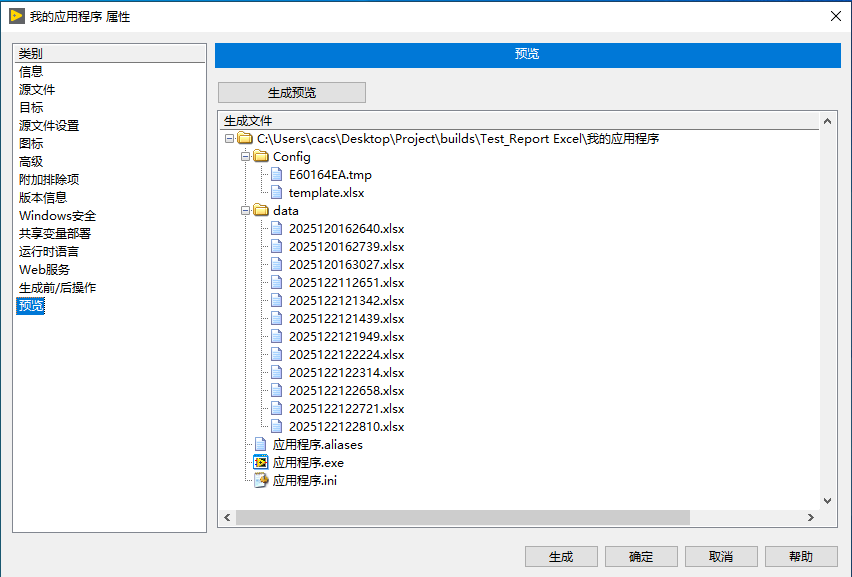 我的应用程序 属性
类别
信息
源文件
目标
源文件设置
图标
高级
附加排除项
版本信息
Windows安全
共享变量部署
运行时语言
Web服务
生成前/后操作
预览
预览
生成预览
生成文件
C:\Users\cacs\Desktop\Project\builds\Test_Report Excel\我的应用程序
Config
E60164EA.tmp
template.xlsx
data
2025120162640.xlsx
2025120162739.xlsx
2025120163027.xlsx
2025122112651.xlsx
2025122121342.xlsx
2025122121439.xlsx
2025122121949.xlsx
2025122122224.xlsx
2025122122314.xlsx
2025122122658.xlsx
2025122122721.xlsx
2025122122810.xlsx
应用程序.aliases
应用程序.exe
应用程序.ini
生成 确定 取消 帮助